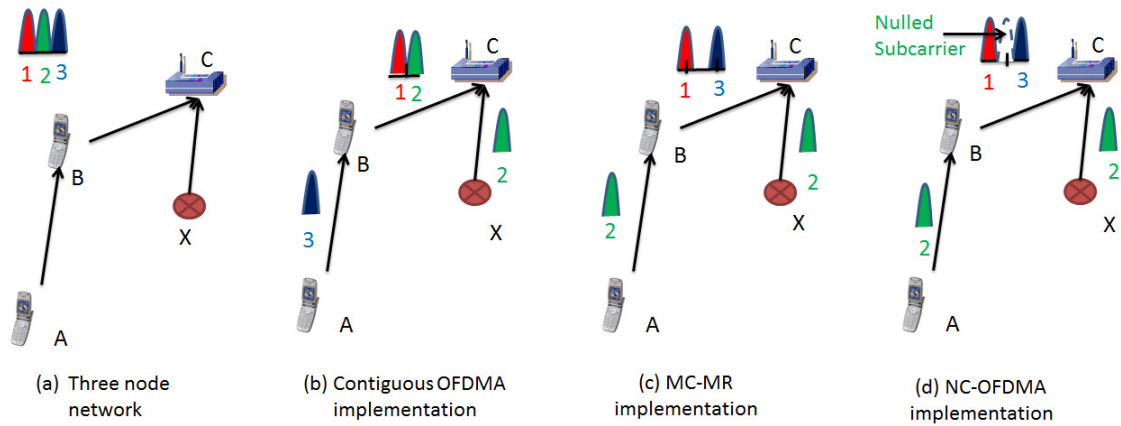 1 2 3
C
B
X
A
(a) Three node
network
1 2
C
B
2
3
X
A
(b) Contiguous OFDMA
implementation
1 3
C
B
2
2
X
A
(c) MC-MR
implementation
Nulled
Subcarrier
1 3
C
B
2
2
X
A
(d) NC-OFDMA
implementation